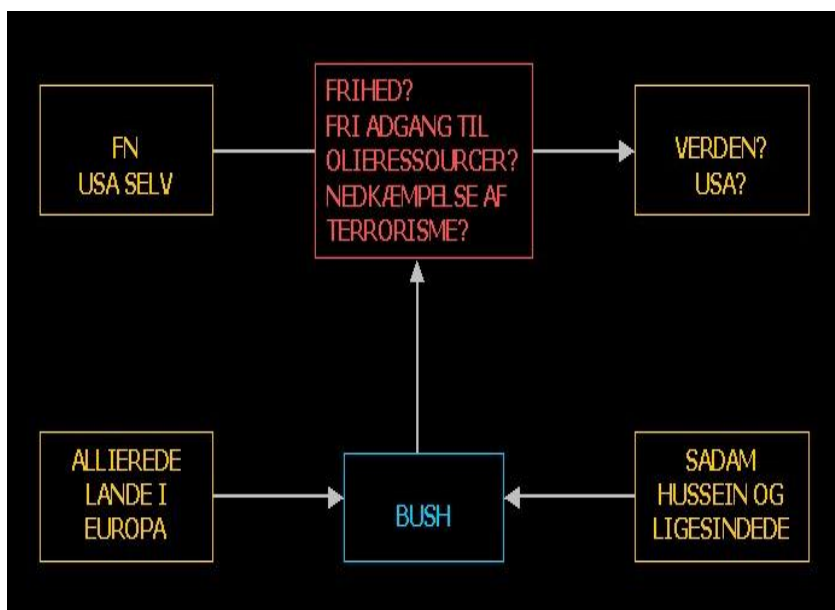 FN
USA SELV
FRIHED?
FRI ADGANG TIL
OLIERESSOURCER?
NEDKÆMPELSE AF
TERRORISME?
VERDEN?
USA?
ALLIEREDE
LANDE I
EUROPA
BUSH
SADAM
HUSSEIN OG
LIGESINDEDE